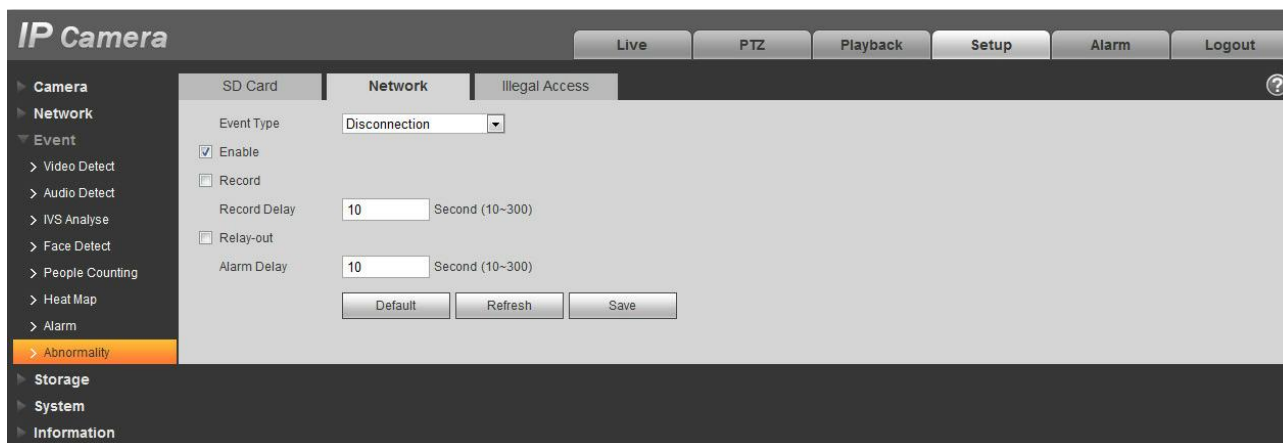 IP Camera
Live
PTZ
Playback
Setup
Alarm
Logout
Camera
Network
Event
> Video Detect
> Audio Detect
> IVS Analyse
> Face Detect
> People Counting
> Heat Map
> Alarm
> Abnormality
Storage
System
Information
SD Card
Network
Illegal Access
?
Event Type Disconnection
Enable
Record
Record Delay 10 Second (10~300)
Relay-out
Alarm Delay 10 Second (10~300)
Default Refresh Save